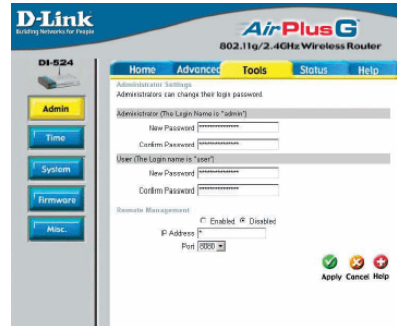 D-Link
Building Networks for People
AirPlus G
802.11g/2.4GHz Wireless Router
DI-524
Home Advanced Tools Status Help
Administrator Settings
Administrators can change their login password.
Admin
Administrator (The Login Name is "admin")
New Password ****************
Confirm Password ****************
Time
User (The Login name is "user")
New Password ****************
System
Confirm Password ****************
Firmware
Remote Management
Enabled Disabled
Misc.
IP Address *
Port 8080
Apply Cancel Help